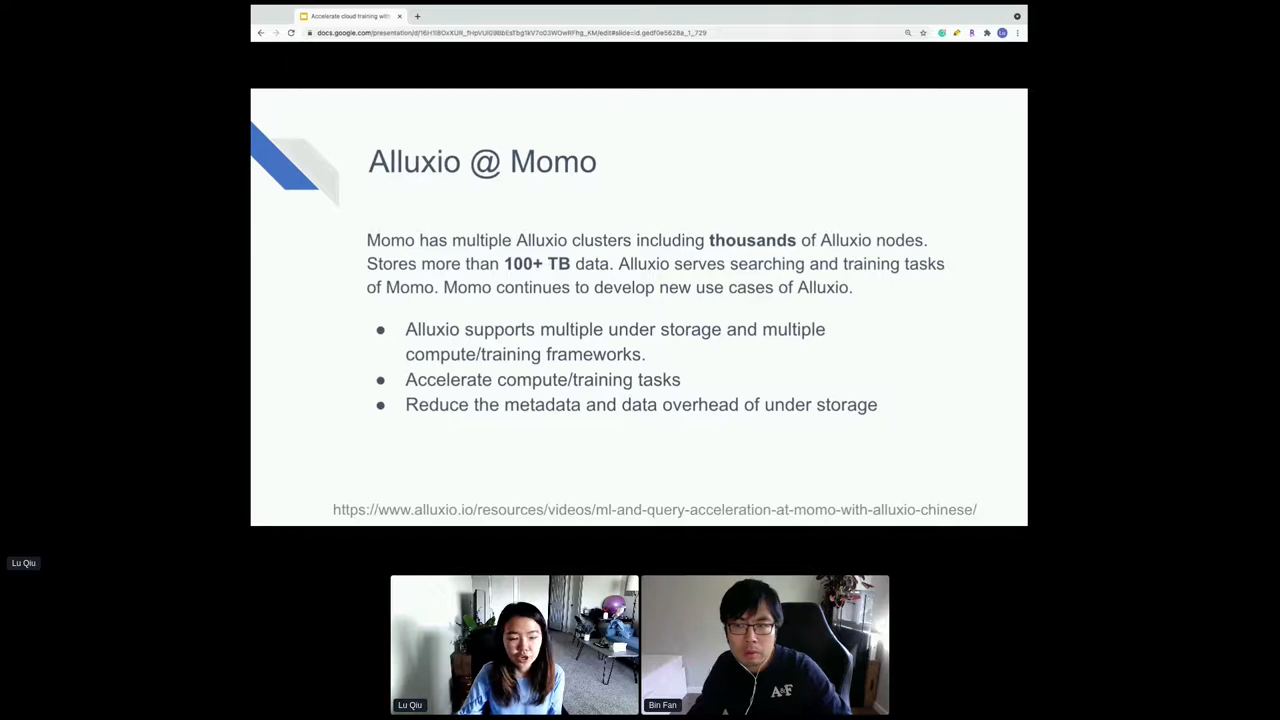 Accelerate cloud training with
docs.google.com/presentation/d/
Alluxio @ Momo
Momo has multiple Alluxio clusters including thousands of Alluxio nodes.
Stores more than 100+ TB data. Alluxio serves searching and training tasks
of Momo. Momo continues to develop new use cases of Alluxio.
● Alluxio supports multiple under storage and multiple
compute/training frameworks.
● Accelerate compute/training tasks
● Reduce the metadata and data overhead of under storage
https://www.alluxio.io/resources/videos/ml-and-query-acceleration-at-momo-with-alluxio-chinese/
Lu Qiu
A&F
Lu Qiu
Bin Fan